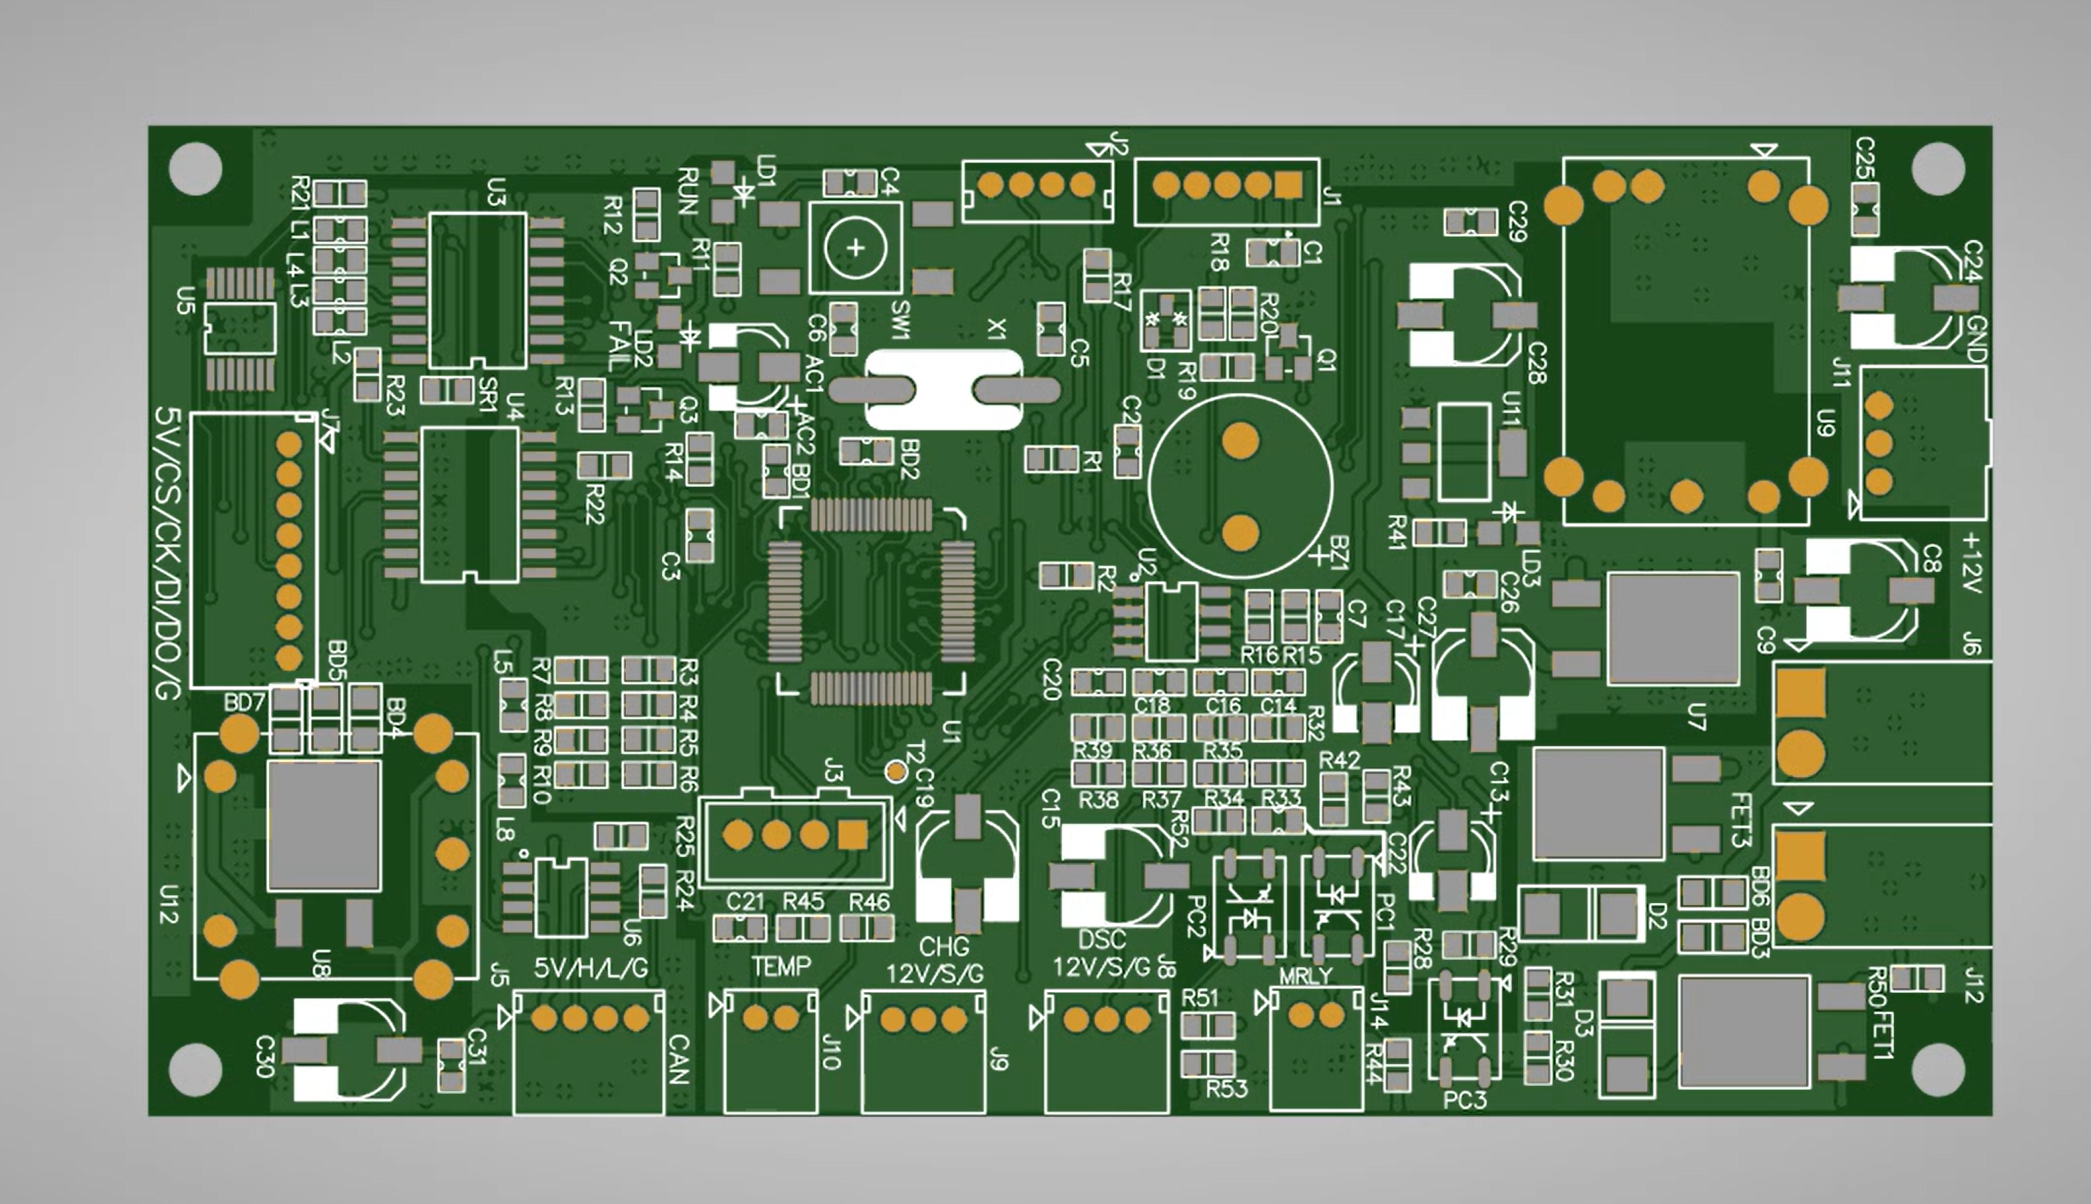 J2
LD1
C25
R21
U3
RUN
C4
J1
L1
R12
C29
L4
L3
Q2
R11
R18
C1
C24
U5
R17
GND
L2
FAIL
LD2
C6
SW1
X1
C5
D1
R20
R19
Q1
C28
J11
R23
SR1
R13
Q3
AC1
+
AC2
C2
U11
U9
J7
U4
5V/CS/CK/DI/DO/G
R14
BD1
BD2
R1
R22
R41
LD3
+12V
C3
U2
R2
+
BZ1
C26
C8
C9
J6
C7
C17
+
C27
R16
R15
BD5
BD7
BD4
L5
R7
R3
R8
R4
R9
R5
R10
R6
U1
C20
C18
C16
C14
R32
U7
R39
R36
R35
T2
C19
J3
R38
R37
R34
R33
R42
R43
C13
+
FET3
L8
R25
C15
R52
C22
U12
R24
U6
C21
R45
R46
PC2
PC1
D2
BD6
BD3
U8
5V/H/L/G
TEMP
CHG
12V/S/G
DSC
12V/S/G
J8
MRLY
R28
R29
J5
R51
J14
R31
R50
J12
C30
C31
CAN
J10
J9
R53
R44
PC3
R30
D3
FET1